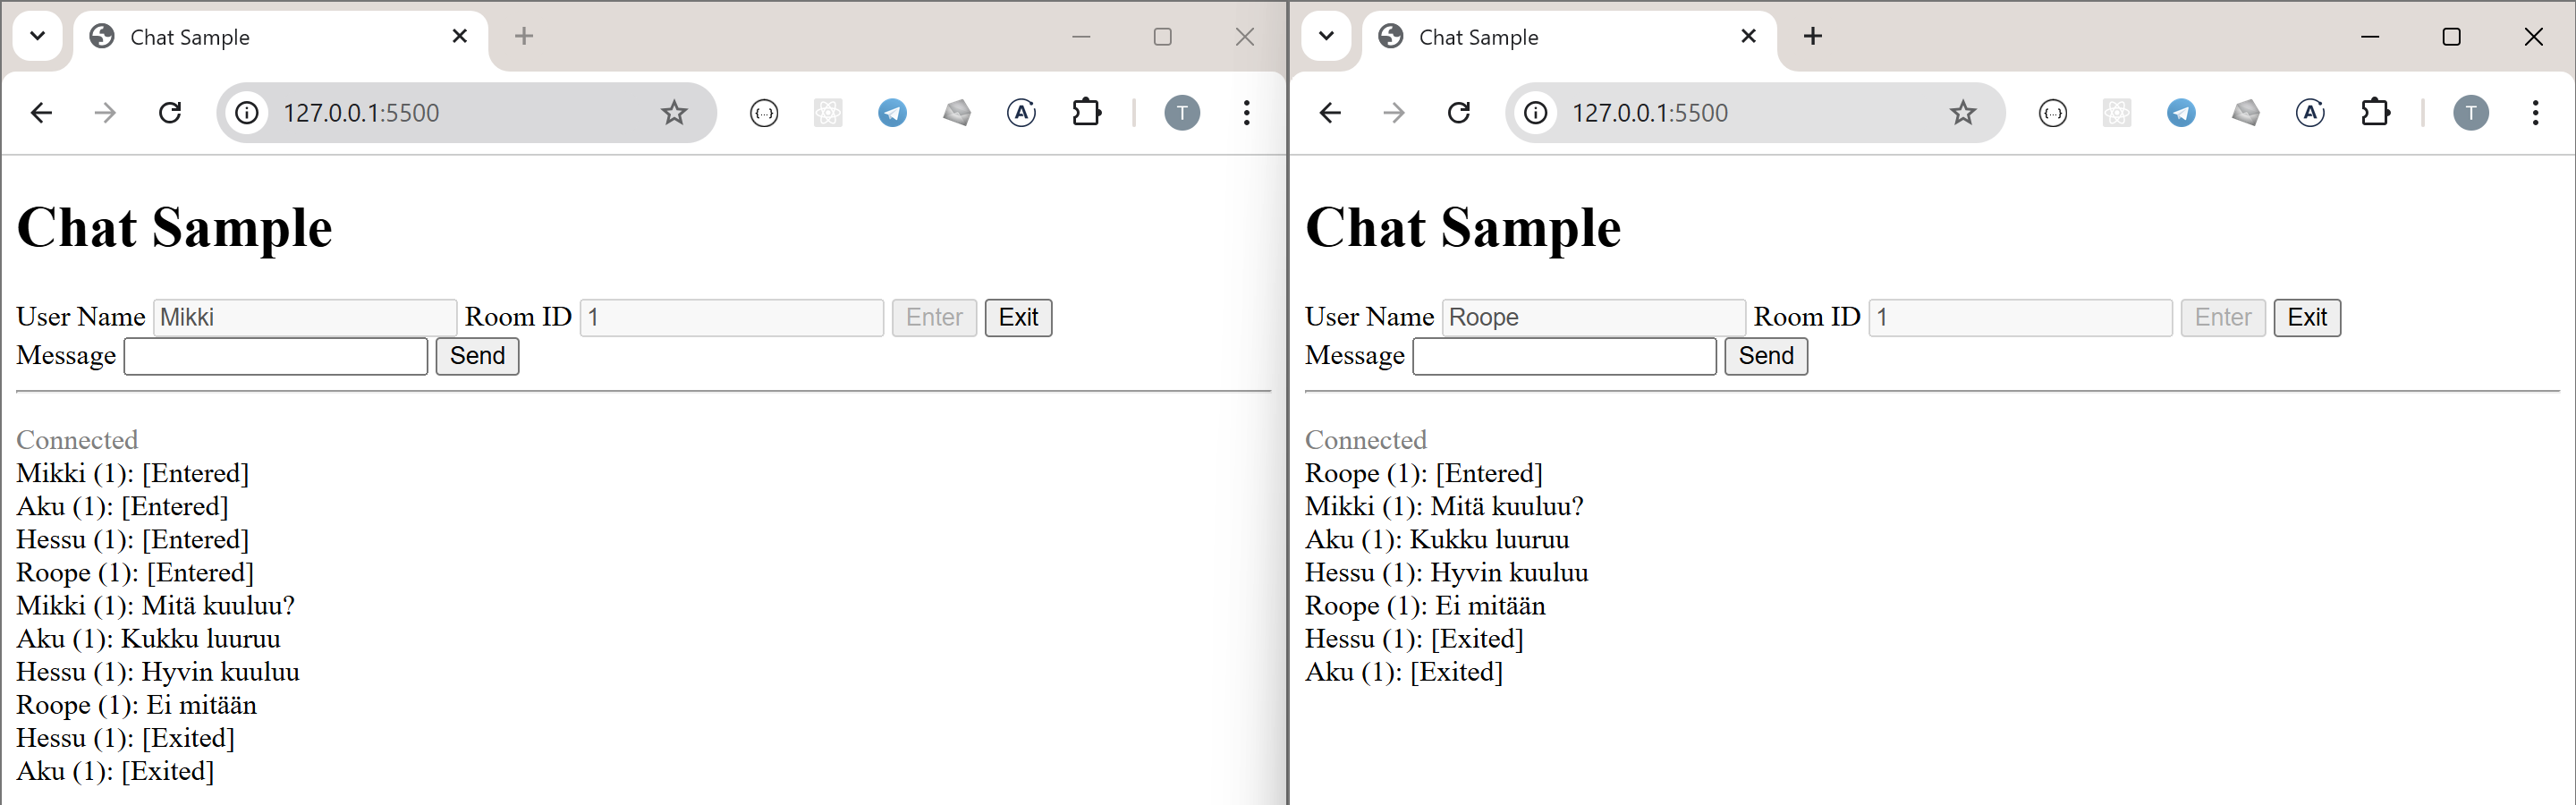 Chat Sample
127.0.0.1:5500
T
Chat Sample
User Name Mikki Room ID 1 Enter Exit
Message Send
Connected
Mikki (1): [Entered]
Aku (1): [Entered]
Hessu (1): [Entered]
Roope (1): [Entered]
Mikki (1): Mitä kuuluu?
Aku (1): Kukku luuruu
Hessu (1): Hyvin kuuluu
Roope (1): Ei mitään
Hessu (1): [Exited]
Aku (1): [Exited]
Chat Sample
127.0.0.1:5500
T
Chat Sample
User Name Roope Room ID 1 Enter Exit
Message Send
Connected
Roope (1): [Entered]
Mikki (1): Mitä kuuluu?
Aku (1): Kukku luuruu
Hessu (1): Hyvin kuuluu
Roope (1): Ei mitään
Hessu (1): [Exited]
Aku (1): [Exited]